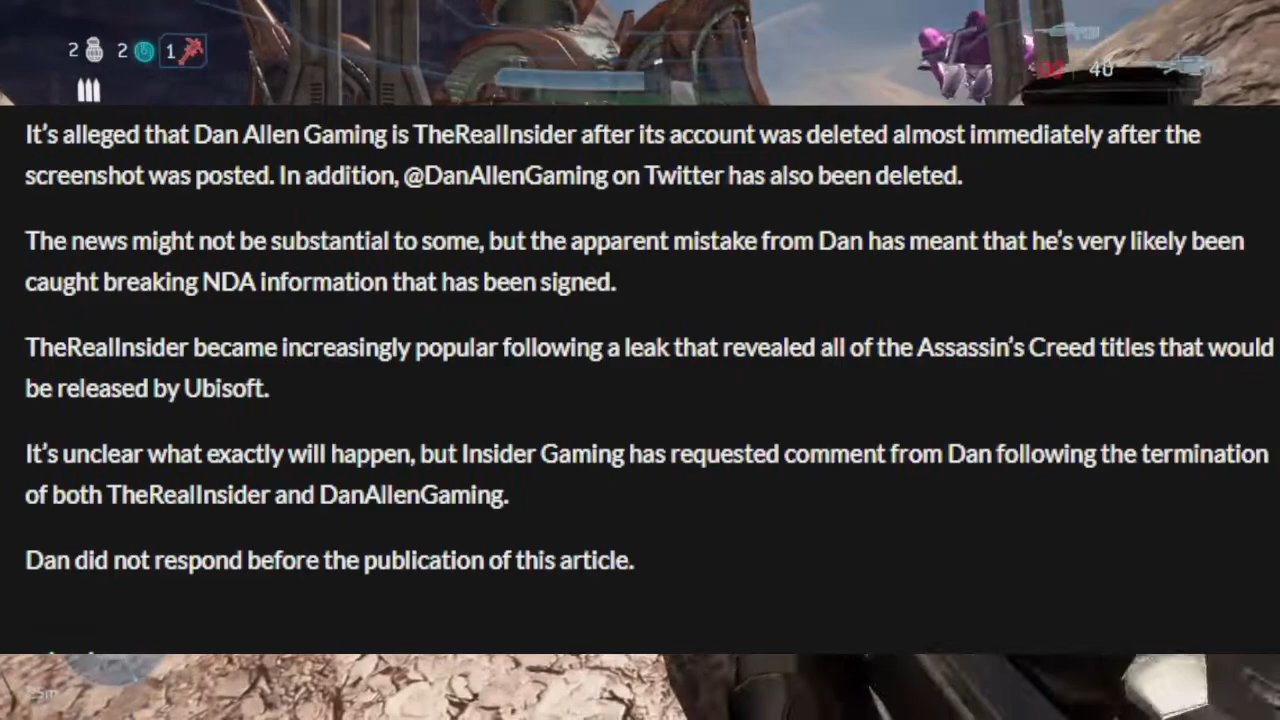 2 2 1
40
It's alleged that Dan Allen Gaming is TheRealInsider after its account was deleted almost immediately after the
screenshot was posted. In addition, @DanAllenGaming on Twitter has also been deleted.
The news might not be substantial to some, but the apparent mistake from Dan has meant that he's very likely been
caught breaking NDA information that has been signed.
TheRealInsider became increasingly popular following a leak that revealed all of the Assassin's Creed titles that would
be released by Ubisoft.
It's unclear what exactly will happen, but Insider Gaming has requested comment from Dan following the termination
of both TheRealInsider and DanAllenGaming.
Dan did not respond before the publication of this article.